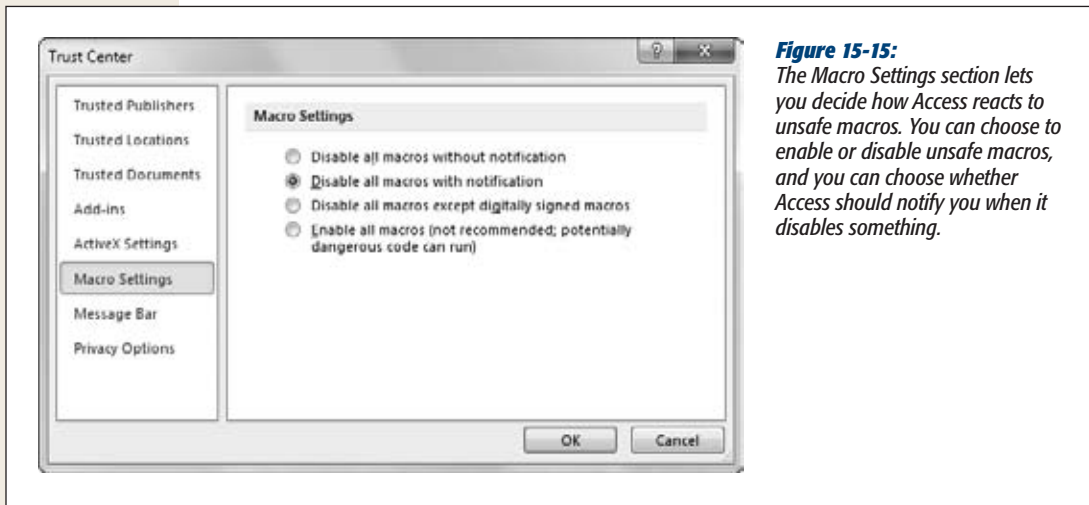 Trust Center
Trusted Publishers
Trusted Locations
Trusted Documents
Add-ins
ActiveX Settings
Macro Settings
Message Bar
Privacy Options
Macro Settings
Disable all macros without notification
Disable all macros with notification
Disable all macros except digitally signed macros
Enable all macros (not recommended; potentially
dangerous code can run)
OK
Cancel
Figure 15-15:
The Macro Settings section lets
you decide how Access reacts to
unsafe macros. You can choose to
enable or disable unsafe macros,
and you can choose whether
Access should notify you when it
disables something.